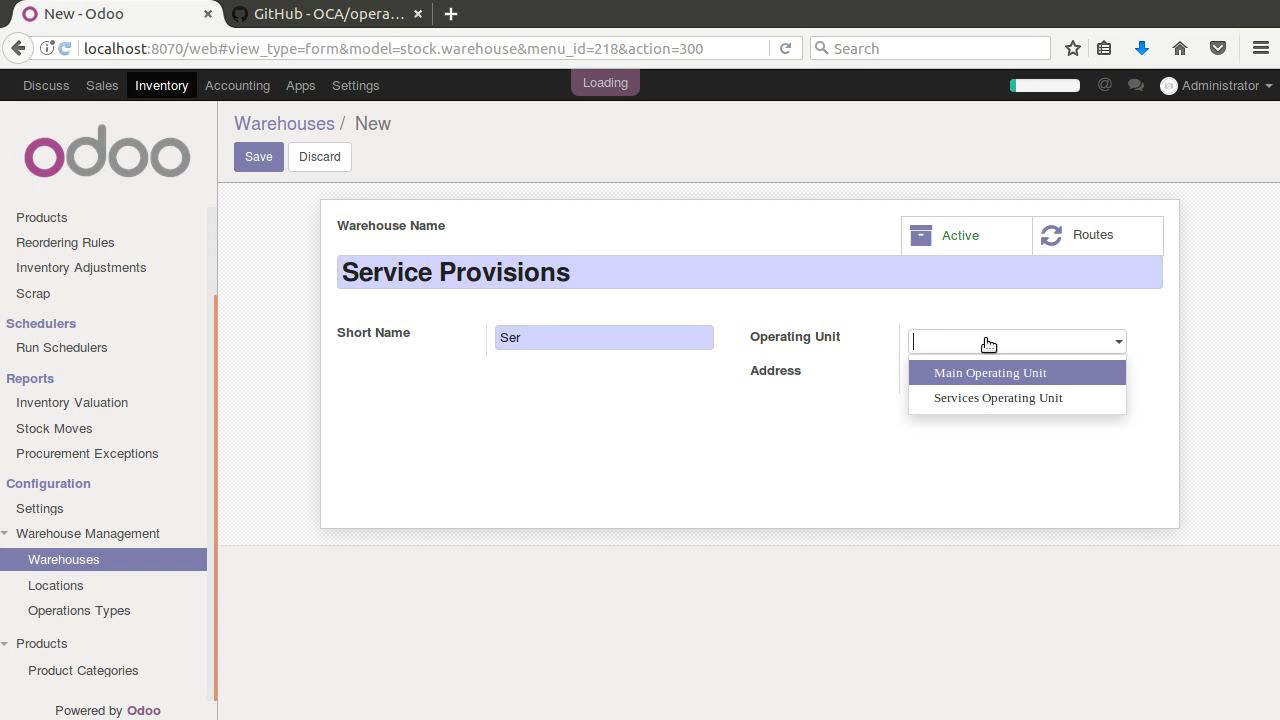 New - Odoo
GitHub - OCA/opera...
localhost:8070/web#view_type=form&model=stock.warehouse&menu_id=218&action=300
Search
Discuss Sales Inventory Accounting Apps Settings
Loading
@
Administrator
odoo
Products
Reordering Rules
Inventory Adjustments
Scrap
Schedulers
Run Schedulers
Reports
Inventory Valuation
Stock Moves
Procurement Exceptions
Configuration
Settings
Warehouse Management
Warehouses
Locations
Operations Types
Products
Product Categories
Powered by Odoo
Warehouses / New
Save Discard
Warehouse Name
Active
Routes
Service Provisions
Short Name
Ser
Operating Unit
Main Operating Unit
Services Operating Unit
Address